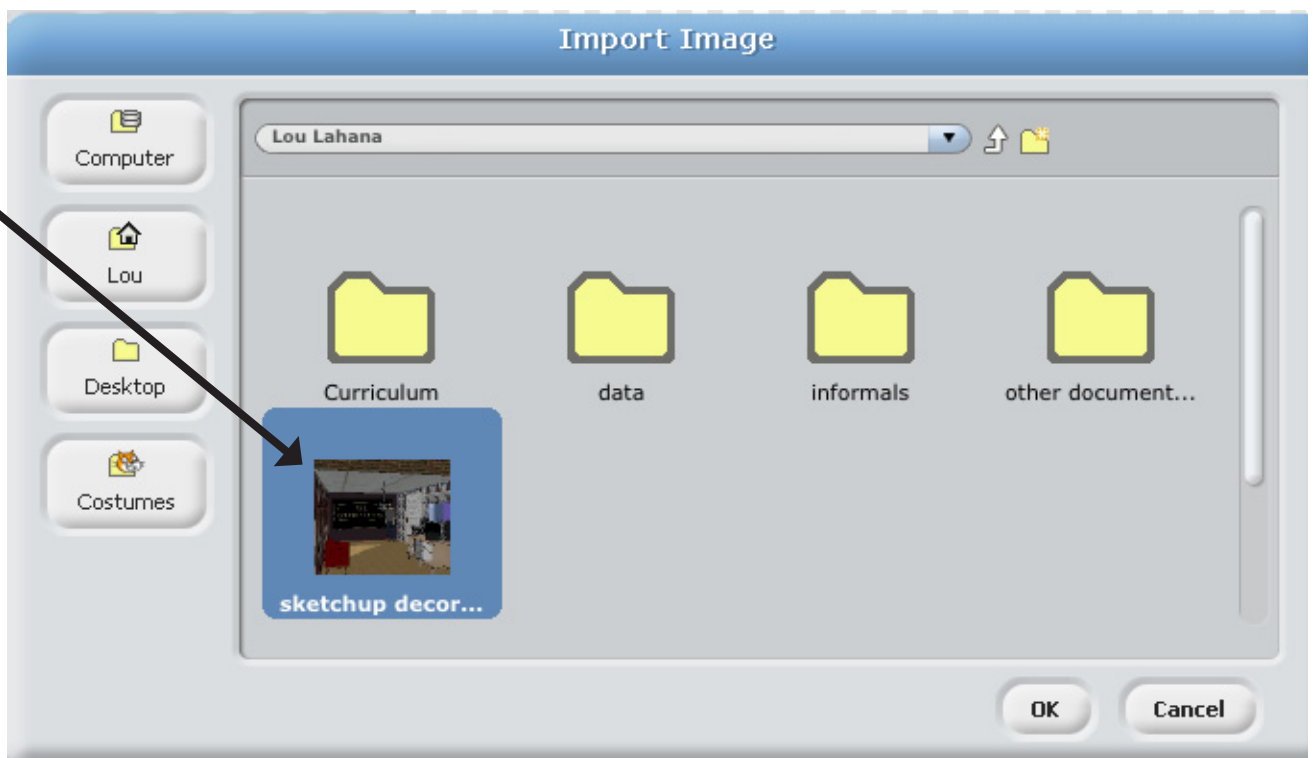 Import Image
Computer
Lou
Desktop
Costumes
Lou Lahana
Curriculum
data
informals
other document...
sketchup decor...
OK
Cancel